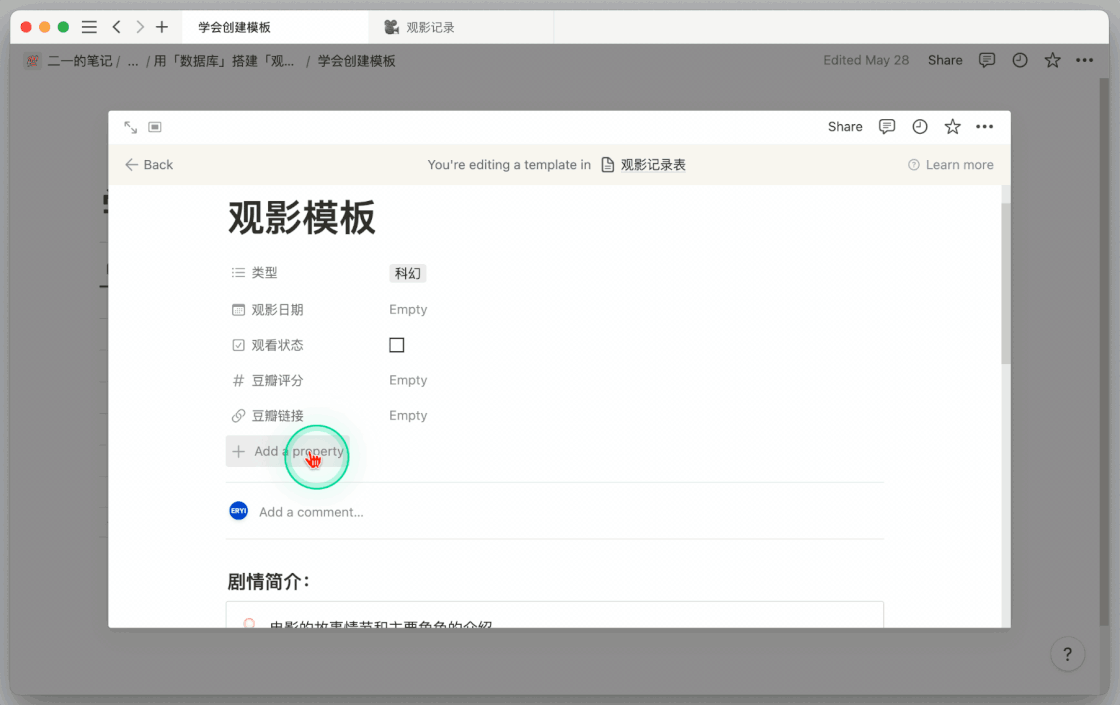 学会创建模板
观影记录
二一的笔记 / ... / 用「数据库」搭建「观... / 学会创建模板
Edited May 28 Share
Share
Back
You're editing a template in 观影记录表
Learn more
观影模板
类型 科幻
观影日期 Empty
观看状态
豆瓣评分 Empty
豆瓣链接 Empty
Add a property
ERYI Add a comment...
剧情简介：
电影的故事情节和主要角色的介绍
?